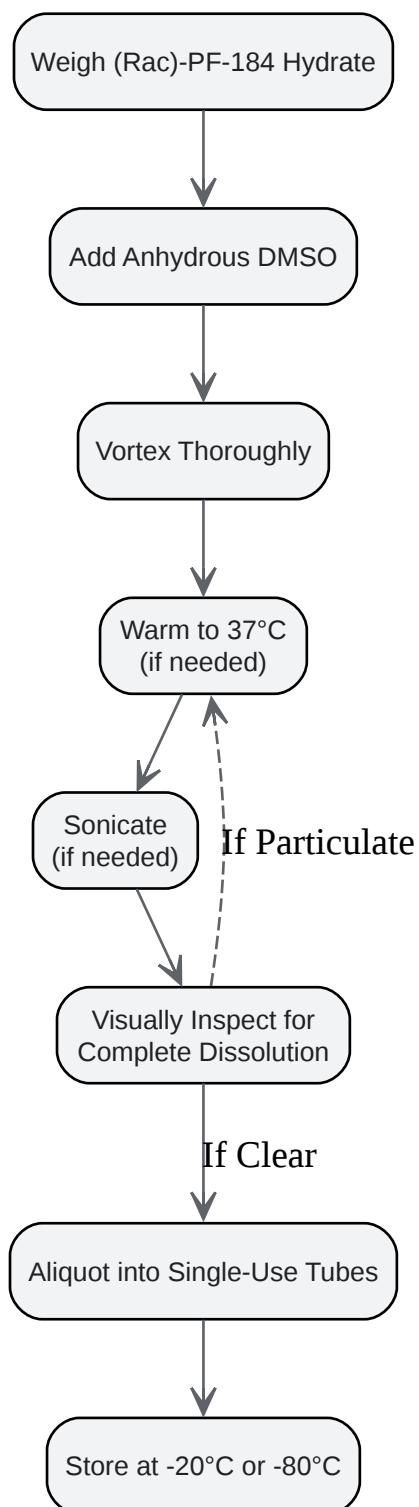 Weigh (Rac)-PF-184 Hydrate
Add Anhydrous DMSO
Vortex Thoroughly
Warm to 37°C
(if needed)
Sonicate
(if needed)
If Particulate
Visually Inspect for
Complete Dissolution
If Clear
Aliquot into Single-Use Tubes
Store at -20°C or -80°C